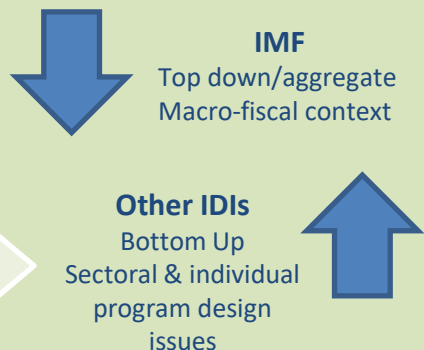 IMF
Top down/aggregate
Macro-fiscal context
Other IDIs
Bottom Up
Sectoral & individual
program design
issues